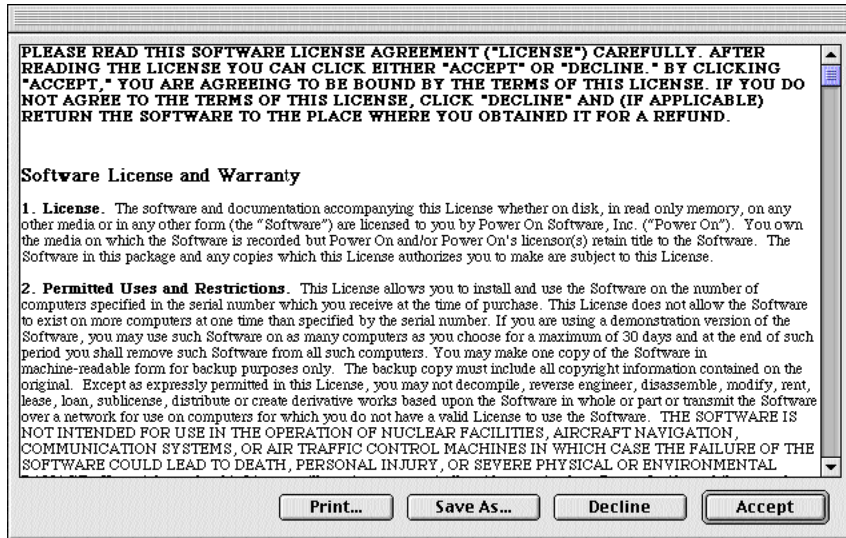 PLEASE READ THIS SOFTWARE LICENSE AGREEMENT ("LICENSE") CAREFULLY. AFTER
READING THE LICENSE YOU CAN CLICK EITHER "ACCEPT" OR "DECLINE." BY CLICKING
"ACCEPT," YOU ARE AGREEING TO BE BOUND BY THE TERMS OF THIS LICENSE. IF YOU DO
NOT AGREE TO THE TERMS OF THIS LICENSE, CLICK "DECLINE" AND (IF APPLICABLE)
RETURN THE SOFTWARE TO THE PLACE WHERE YOU OBTAINED IT FOR A REFUND.
Software License and Warranty
1. License. The software and documentation accompanying this License whether on disk, in read only memory, on any
other media or in any other form (the “Software”) are licensed to you by Power On Software, Inc. (“Power On”). You own
the media on which the Software is recorded but Power On and/or Power On's licensor(s) retain title to the Software. The
Software in this package and any copies which this License authorizes you to make are subject to this License.
2. Permitted Uses and Restrictions. This License allows you to install and use the Software on the number of
computers specified in the serial number which you receive at the time of purchase. This License does not allow the Software
to exist on more computers at one time than specified by the serial number. If you are using a demonstration version of the
Software, you may use such Software on as many computers as you choose for a maximum of 30 days and at the end of such
period you shall remove such Software from all such computers. You may make one copy of the Software in
machine-readable form for backup purposes only. The backup copy must include all copyright information contained on the
original. Except as expressly permitted in this License, you may not decompile, reverse engineer, disassemble, modify, rent,
lease, loan, sublicense, distribute or create derivative works based upon the Software in whole or part or transmit the Software
over a network for use on computers for which you do not have a valid License to use the Software. THE SOFTWARE IS
NOT INTENDED FOR USE IN THE OPERATION OF NUCLEAR FACILITIES, AIRCRAFT NAVIGATION,
COMMUNICATION SYSTEMS, OR AIR TRAFFIC CONTROL MACHINES IN WHICH CASE THE FAILURE OF THE
SOFTWARE COULD LEAD TO DEATH, PERSONAL INJURY, OR SEVERE PHYSICAL OR ENVIRONMENTAL
Print... Save As... Decline Accept